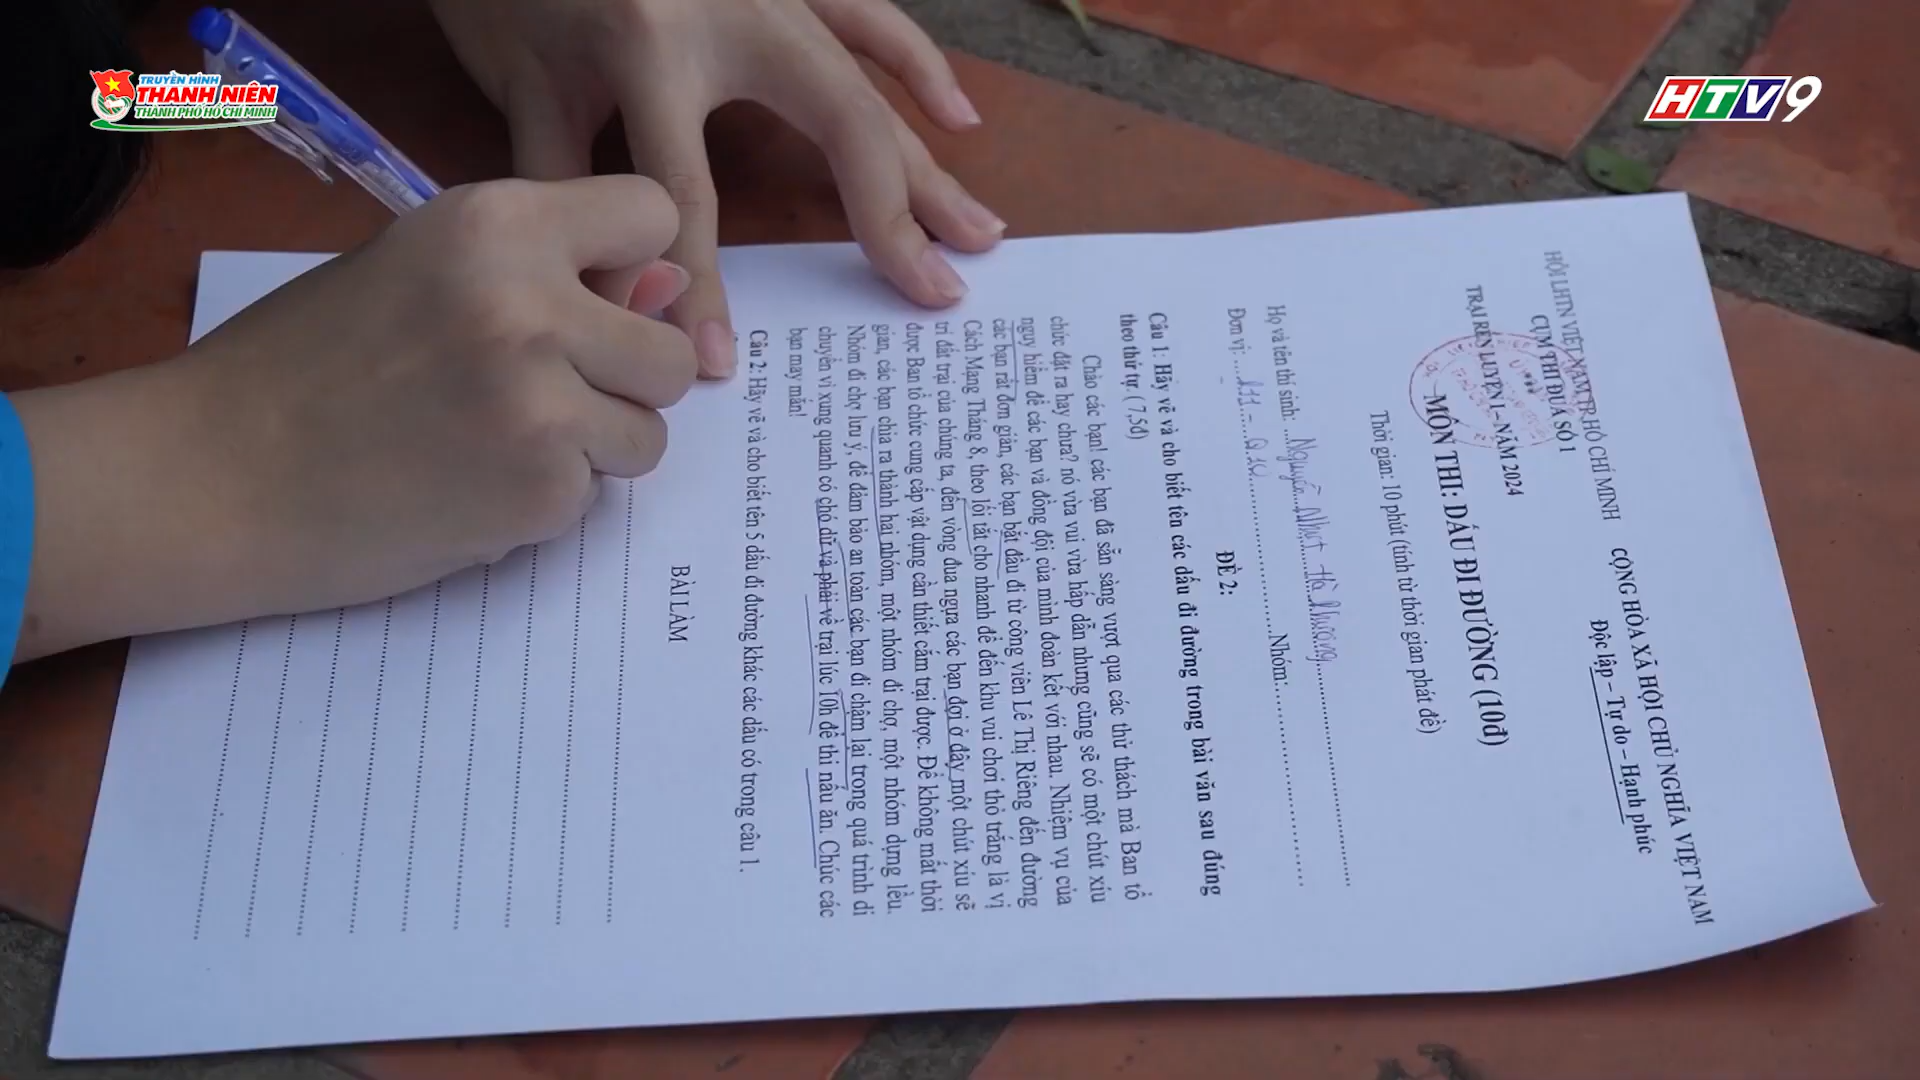 TRUYỀN HÌNH
THANH NIÊN
THÀNH PHỐ HỒ CHÍ MINH
HTV9
HỘI LHTN VIỆT NAM TP.HỒ CHÍ MINH
CỤM THI ĐUA SỐ 1
TRẠI RÈN LUYỆN I – NĂM 2024
CỘNG HÒA XÃ HỘI CHỦ NGHĨA VIỆT NAM
Độc lập – Tự do – Hạnh phúc
MÔN THI: DẤU ĐI ĐƯỜNG (10đ)
Thời gian: 10 phút (tính từ thời gian phát đề)
Họ và tên thí sinh: Nguyễn Như Hà Phương
Đơn vị: Q.10 Nhóm:
ĐỀ 2:
Câu 1: Hãy vẽ và cho biết tên các dấu đi đường trong bài văn sau đúng
theo thứ tự. ( 7,5đ)
Chào các bạn! các bạn đã sẵn sàng vượt qua các thử thách mà Ban tổ
chức đặt ra hay chưa? nó vừa vui vừa hấp dẫn nhưng cũng sẽ có một chút xíu
nguy hiểm để các bạn và đồng đội của mình đoàn kết với nhau. Nhiệm vụ của
các bạn rất đơn giản, các bạn bắt đầu đi từ công viên Lê Thị Riêng đến đường
Cách Mạng Tháng 8, theo lối tắt cho nhanh để đến khu vui chơi thỏ trắng là vị
trí đất trại của chúng ta, đến vòng đua ngựa các bạn đợi ở đây một chút xíu sẽ
được Ban tổ chức cung cấp vật dụng cần thiết cắm trại được. Để không mất thời
gian, các bạn chia ra thành hai nhóm, một nhóm đi chợ, một nhóm dựng lều.
Nhóm đi chợ lưu ý, để đảm bảo an toàn các bạn đi chậm lại trong quá trình di
chuyển vì xung quanh có chó dữ và phải về trại lúc 10h để thi nấu ăn. Chúc các
bạn may mắn!
Câu 2: Hãy vẽ và cho biết tên 5 dấu đi đường khác các dấu có trong câu 1.
BÀI LÀM